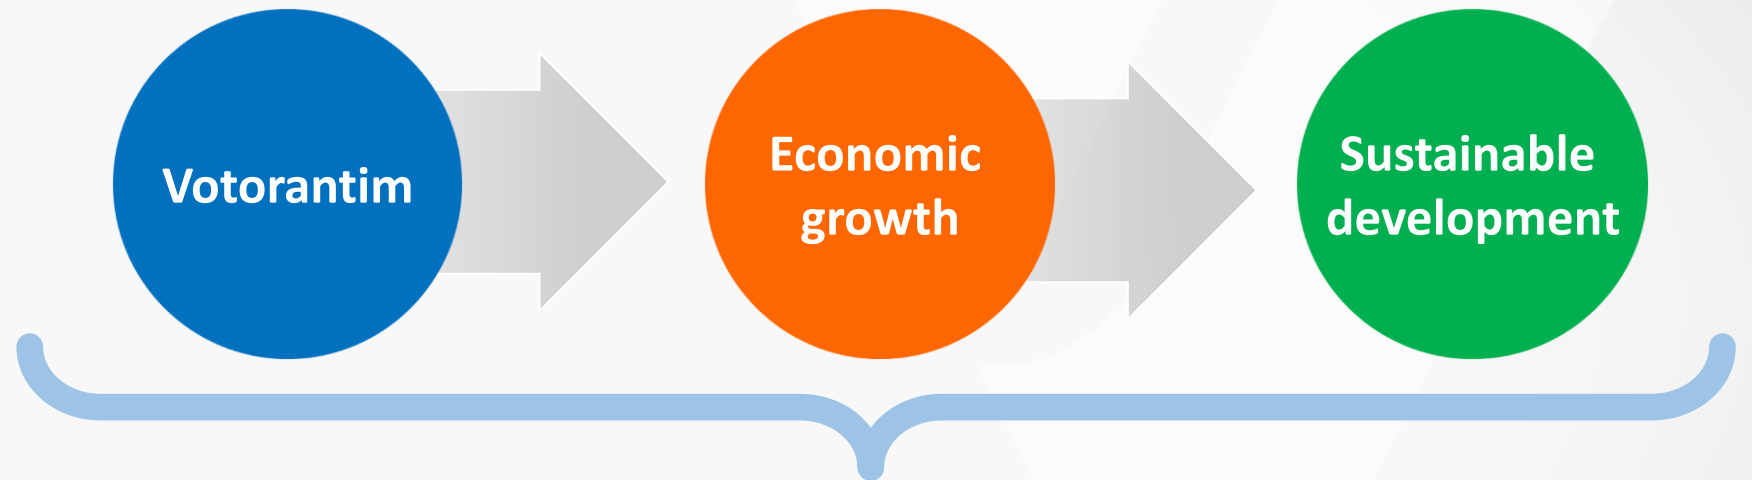 Votorantim
Economic
growth
Sustainable
development